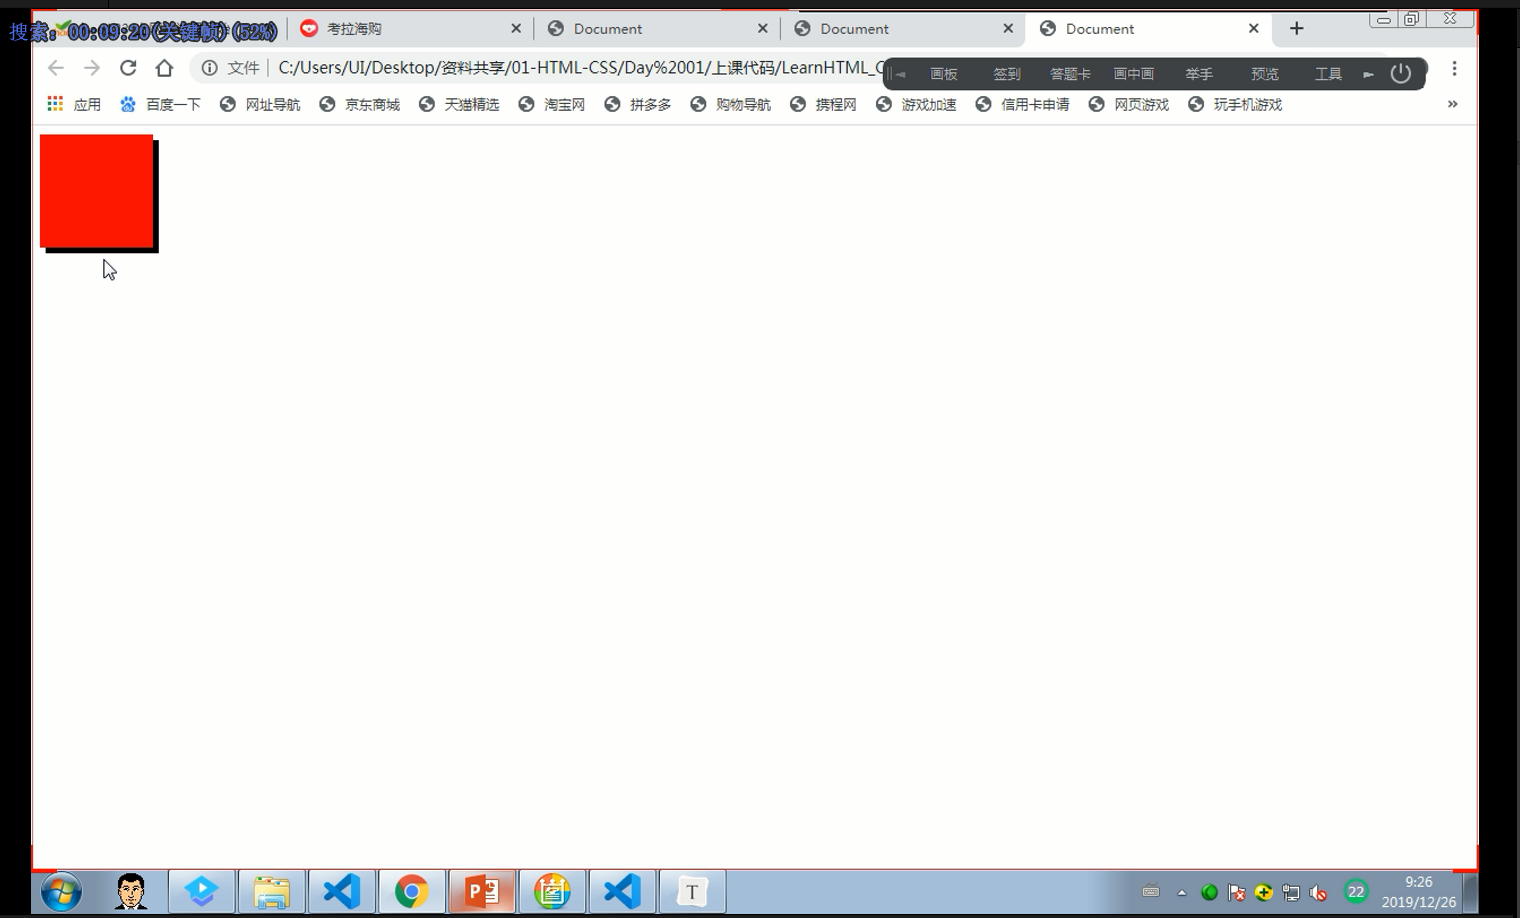 搜索: 00:09:20(关键帧)(52%)
考拉海购
Document
Document
Document
文件
C:/Users/UI/Desktop/资料共享/01-HTML-CSS/Day%2001/上课代码/LearnHTML_C
画板 签到 答题卡 画中画 举手 预览 工具
应用 百度一下 网址导航 京东商城 天猫精选 淘宝网 拼多多 购物导航 携程网 游戏加速 信用卡申请 网页游戏 玩手机游戏 »
T
22
9:26
2019/12/26